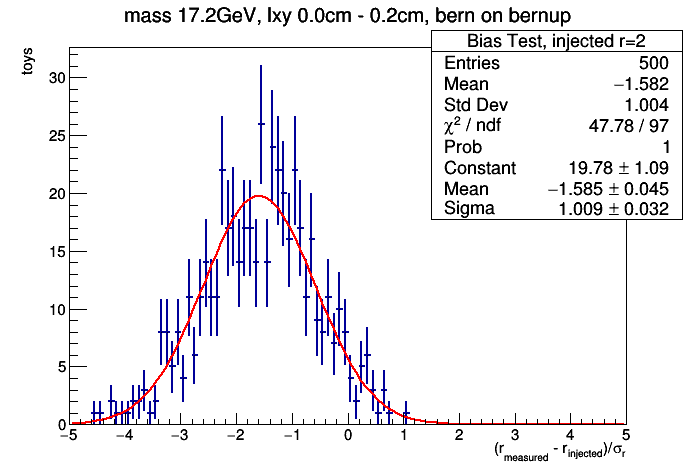 mass 17.2GeV, lxy 0.0cm - 0.2cm, bern on bernup
toys
Bias Test, injected r=2
Entries 500
Mean −1.582
Std Dev 1.004
χ² / ndf 47.78 / 97
Prob 1
Constant 19.78 ± 1.09
Mean −1.585 ± 0.045
Sigma 1.009 ± 0.032
30
25
20
15
10
5
0
−5 −4 −3 −2 −1 0 1 2 3 4 5
(r_measured - r_injected)/σ_r